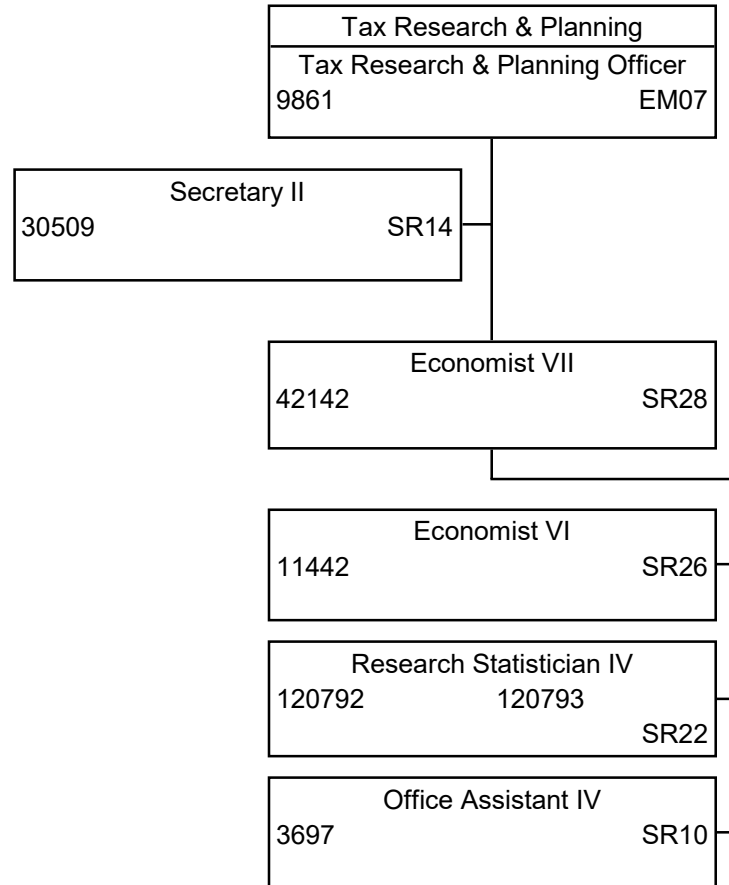 Tax Research & Planning
Tax Research & Planning Officer
9861 EM07
Secretary II
30509 SR14
Economist VII
42142 SR28
Economist VI
11442 SR26
Research Statistician IV
120792 120793
SR22
Office Assistant IV
3697 SR10